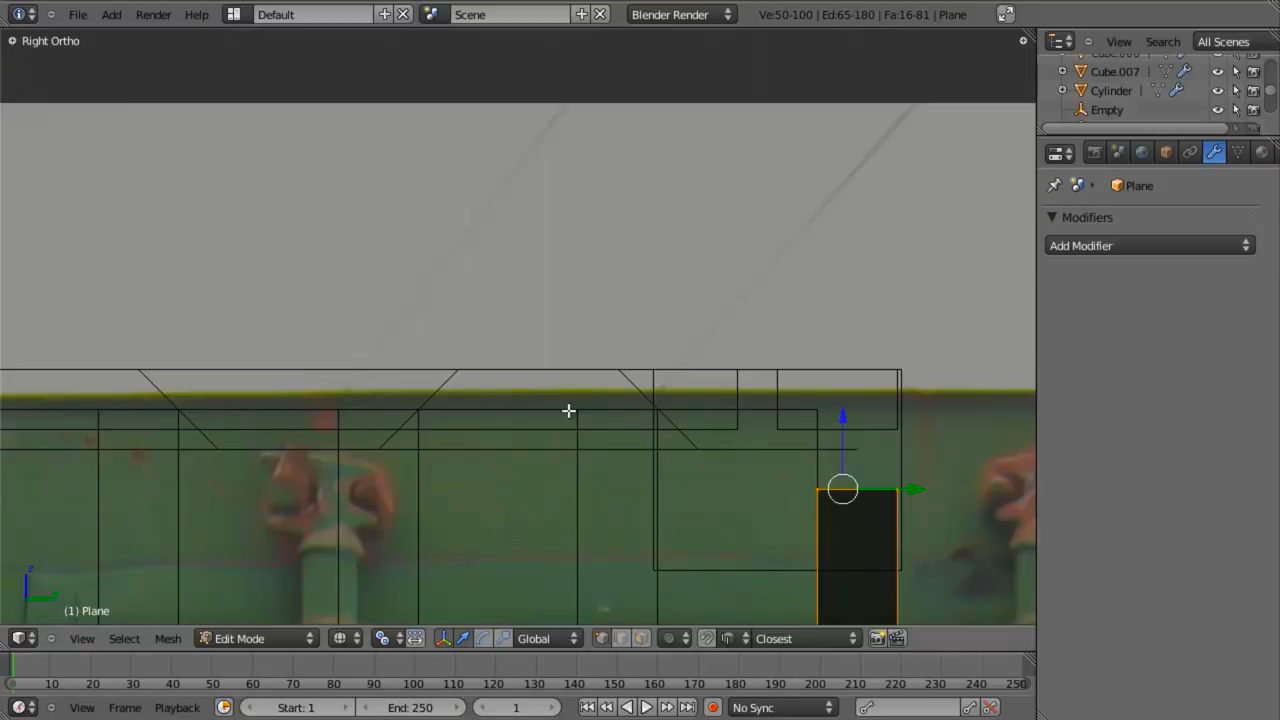 File Add Render Help Default Scene Blender Render Ve:50-100 | Ed:65-180 | Fa:16-81 | Plane
Right Ortho
View Search All Scenes
Cube.007
Cylinder
Empty
Plane
Modifiers
Add Modifier
z
(1) Plane
View Select Mesh Edit Mode Global Closest
0 10 20 30 40 50 60 70 80 90 100 110 120 130 140 150 160 170 180 190 200 210 220 230 240 250
View Frame Playback Start: 1 End: 250 1 No Sync